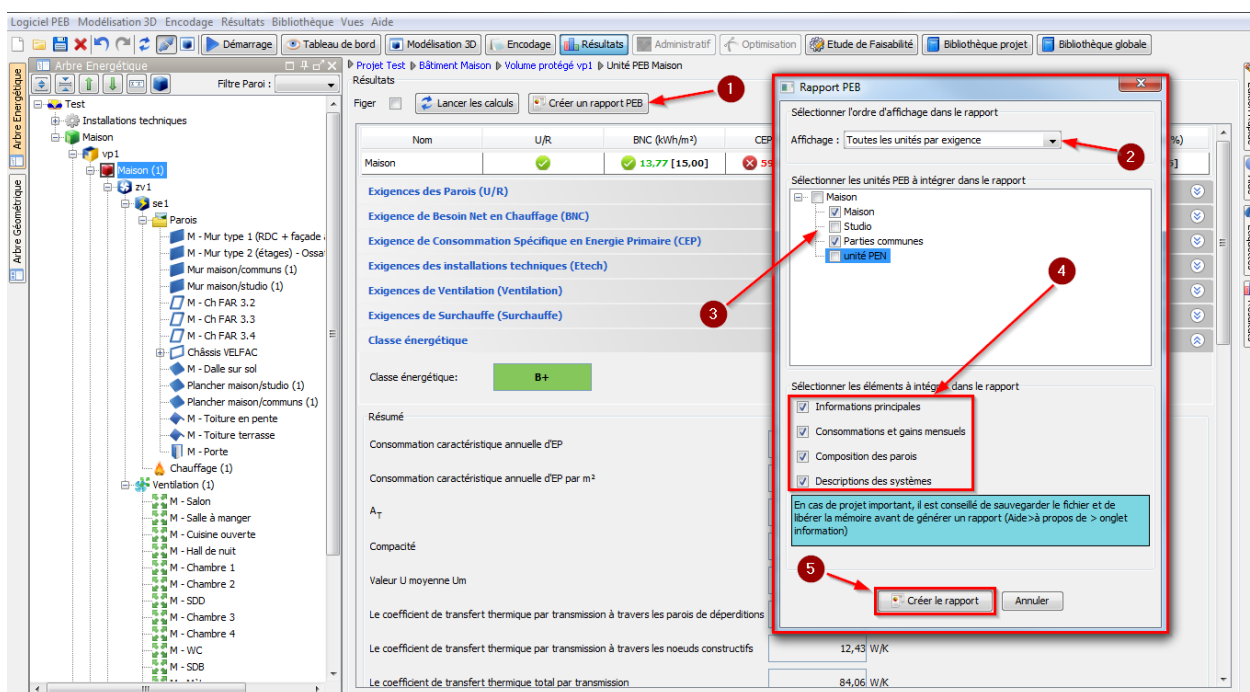 Logiciel PEB Modélisation 3D Encodage Résultats Bibliothèque Vues Aide
Démarrage Tableau de bord Modélisation 3D Encodage Résultats Administratif Optimisation Etude de Faisabilité Bibliothèque projet Bibliothèque globale
Arbre Energétique
Arbre Géométrique
Arbre Energétique
Filtre Paroi :
Test
Installations techniques
Maison
vp1
Maison (1)
zv1
se1
Parois
M - Mur type 1 (RDC + façade
M - Mur type 2 (étages) - Ossa
Mur maison/communs (1)
Mur maison/studio (1)
M - Ch FAR 3.2
M - Ch FAR 3.3
M - Ch FAR 3.4
Châssis VELFAC
M - Dalle sur sol
Plancher maison/studio (1)
Plancher maison/communs (1)
M - Toiture en pente
M - Toiture terrasse
M - Porte
Chauffage (1)
Ventilation (1)
M - Salon
M - Salle à manger
M - Cuisine ouverte
M - Hall de nuit
M - Chambre 1
M - Chambre 2
M - SDD
M - Chambre 3
M - Chambre 4
M - WC
M - SDB
Projet Test Bâtiment Maison Volume protégé vp1 Unité PEB Maison
Résultats
Figer Lancer les calculs Créer un rapport PEB
1
Nom U/R BNC (kWh/m²) CEP %)
Maison 13,77 [15,00] 59 5]
Exigences des Parois (U/R)
Exigence de Besoin Net en Chauffage (BNC)
Exigence de Consommation Spécifique en Energie Primaire (CEP)
Exigences des installations techniques (Etech)
Exigences de Ventilation (Ventilation)
Exigences de Surchauffe (Surchauffe)
Classe énergétique
Classe énergétique: B+
Résumé
Consommation caractéristique annuelle d'EP
Consommation caractéristique annuelle d'EP par m²
AT
Compacité
Valeur U moyenne Um
Le coefficient de transfert thermique par transmission à travers les parois de déperditions
Le coefficient de transfert thermique par transmission à travers les noeuds constructifs 12,43 W/K
Le coefficient de transfert thermique total par transmission 84,06 W/K
Rapport PEB
Sélectionner l'ordre d'affichage dans le rapport
Affichage : Toutes les unités par exigence
2
Sélectionner les unités PEB à intégrer dans le rapport
Maison
Maison
Studio
Parties communes
unité PEN
3
4
Sélectionner les éléments à intégrer dans le rapport
Informations principales
Consommations et gains mensuels
Composition des parois
Descriptions des systèmes
En cas de projet important, il est conseillé de sauvegarder le fichier et de
libérer la mémoire avant de générer un rapport (Aide>à propos de > onglet
information)
5
Créer le rapport Annuler